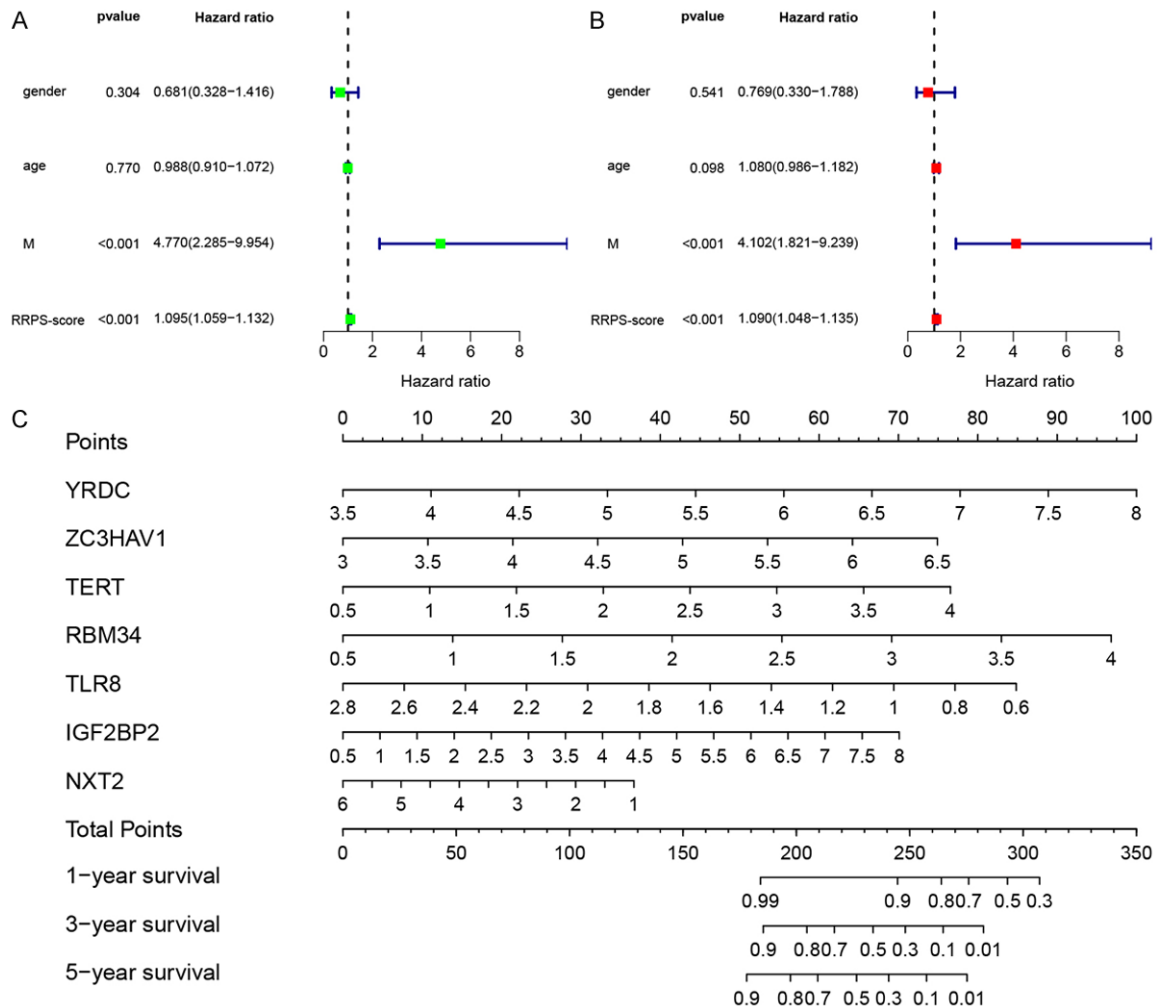 A pvalue Hazard ratio
gender 0.304 0.681(0.328−1.416)
age 0.770 0.988(0.910−1.072)
M <0.001 4.770(2.285−9.954)
RRPS−score <0.001 1.095(1.059−1.132)
0 2 4 6 8
Hazard ratio
B pvalue Hazard ratio
gender 0.541 0.769(0.330−1.788)
age 0.098 1.080(0.986−1.182)
M <0.001 4.102(1.821−9.239)
RRPS−score <0.001 1.090(1.048−1.135)
0 2 4 6 8
Hazard ratio
C
0 10 20 30 40 50 60 70 80 90 100
Points
YRDC
3.5 4 4.5 5 5.5 6 6.5 7 7.5 8
ZC3HAV1
3 3.5 4 4.5 5 5.5 6 6.5
TERT
0.5 1 1.5 2 2.5 3 3.5 4
RBM34
0.5 1 1.5 2 2.5 3 3.5 4
TLR8
2.8 2.6 2.4 2.2 2 1.8 1.6 1.4 1.2 1 0.8 0.6
IGF2BP2
0.5 1 1.5 2 2.5 3 3.5 4 4.5 5 5.5 6 6.5 7 7.5 8
NXT2
6 5 4 3 2 1
Total Points
0 50 100 150 200 250 300 350
1−year survival
0.99 0.9 0.8 0.7 0.5 0.3
3−year survival
0.9 0.8 0.7 0.5 0.3 0.1 0.01
5−year survival
0.9 0.8 0.7 0.5 0.3 0.1 0.01